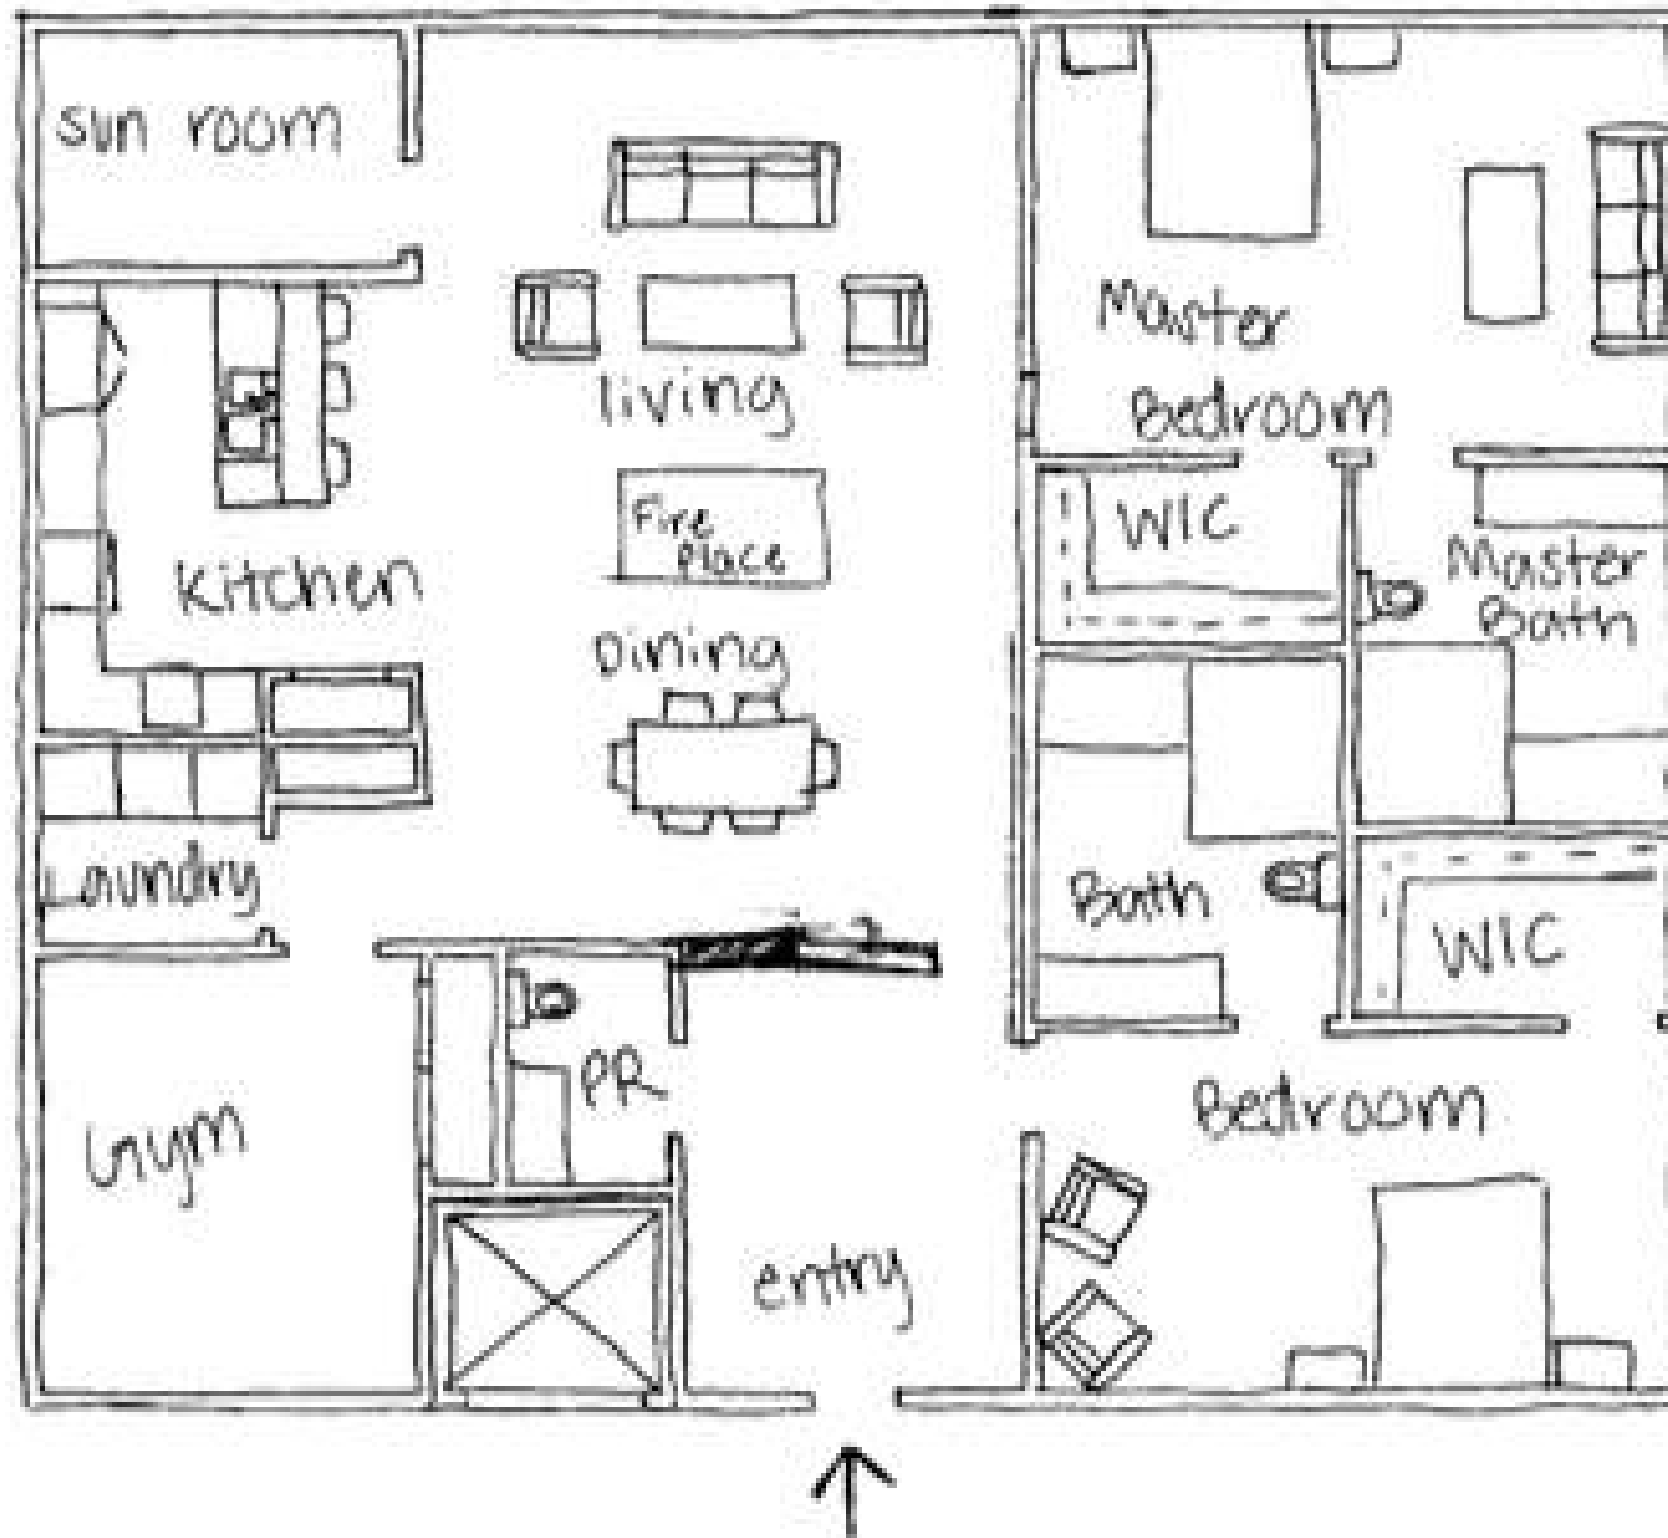 sun room
living
Master
Bedroom
Fire
Place
WIC
Master
Bath
Kitchen
Dining
Laundry
Bath
WIC
PR
Gym
Bedroom
entry